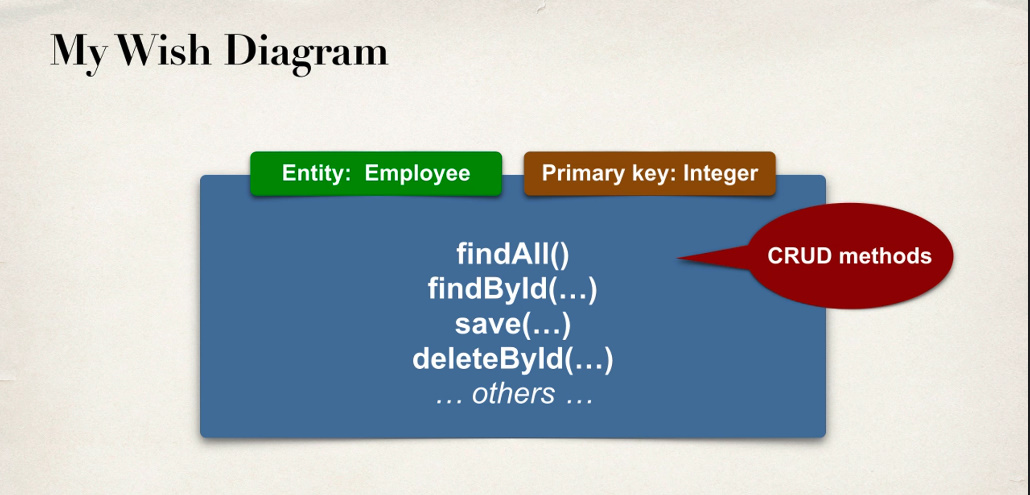 My Wish Diagram
Entity:  Employee
Primary key: Integer
CRUD methods
findAll()
findById(…)
save(…)
deleteById(…)
… others …